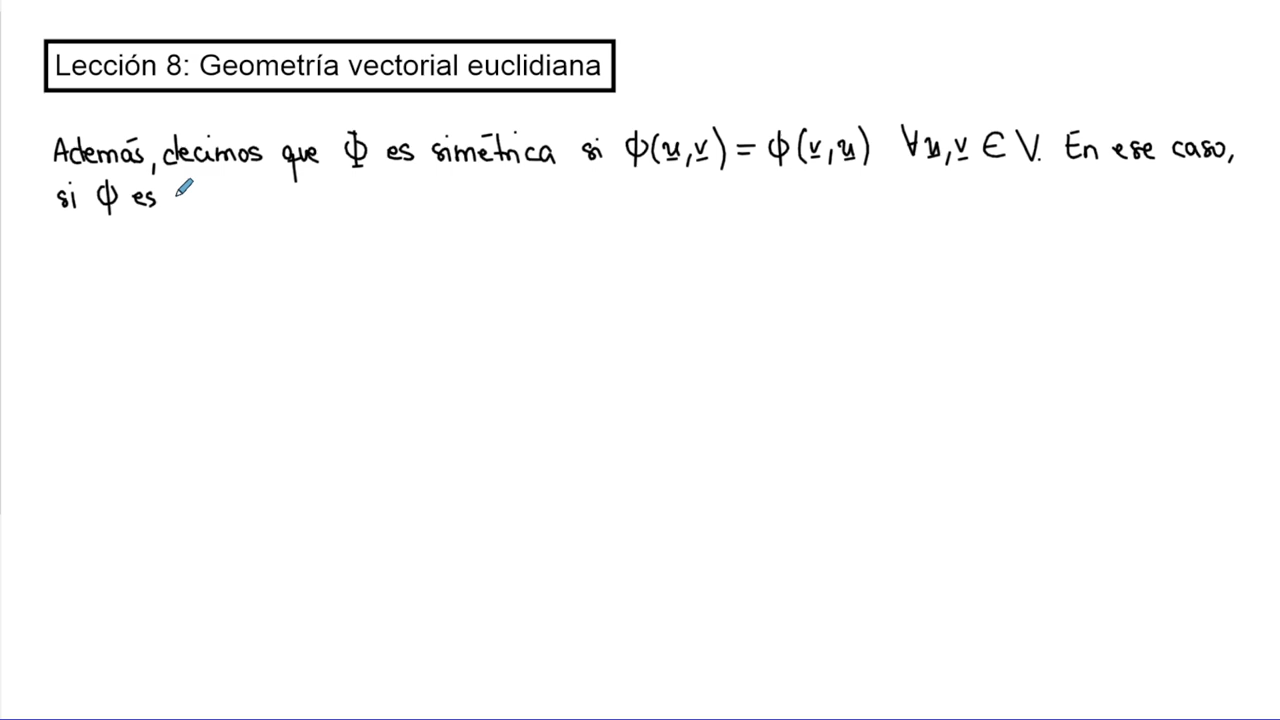 Lección 8: Geometría vectorial euclidiana
Además, decimos que Φ es simétrica si ϕ(u̲,v̲) = ϕ(v̲,u̲) ∀u̲,v̲ ∈ V. En ese caso,
si ϕ es